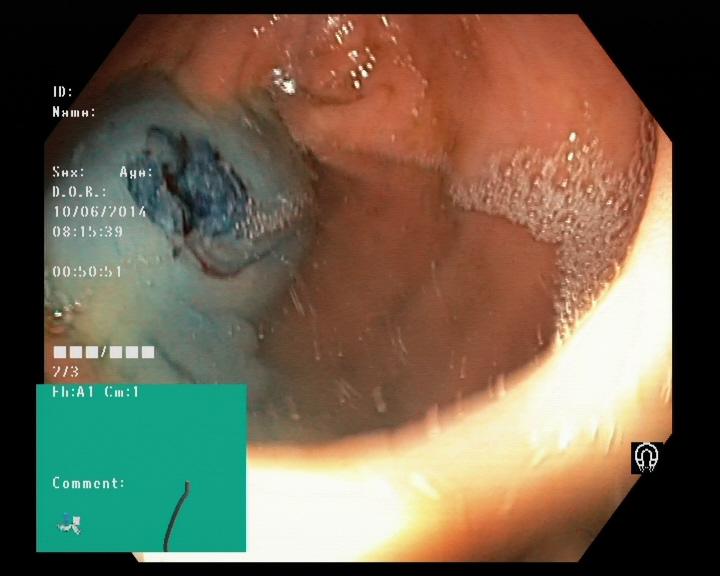 ID:
Name:
Sex: Age:
D.O.B.:
10/06/2014
08:15:39
00:50:51
■■■/■■■
2/3
Eh:A1 Cm:1
Comment: